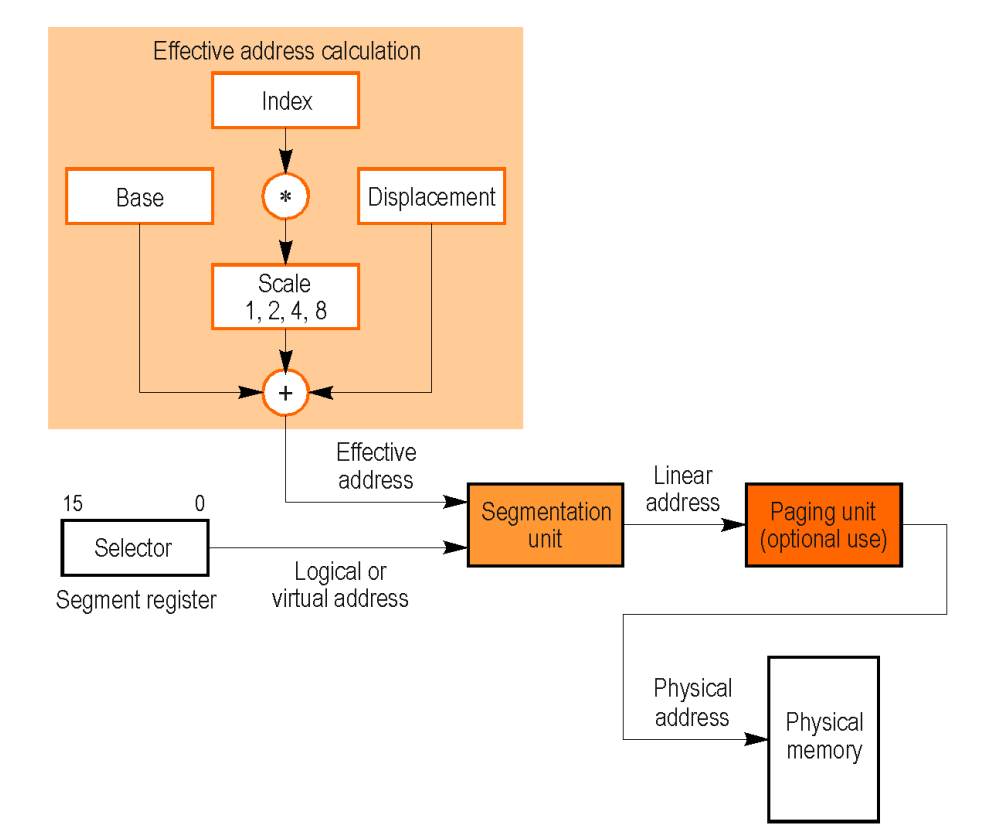 Effective address calculation
Index
Base
*
Displacement
Scale
1, 2, 4, 8
+
Effective
address
Linear
address
15 0
Segmentation
unit
Paging unit
(optional use)
Selector
Logical or
virtual address
Segment register
Physical
address
Physical
memory